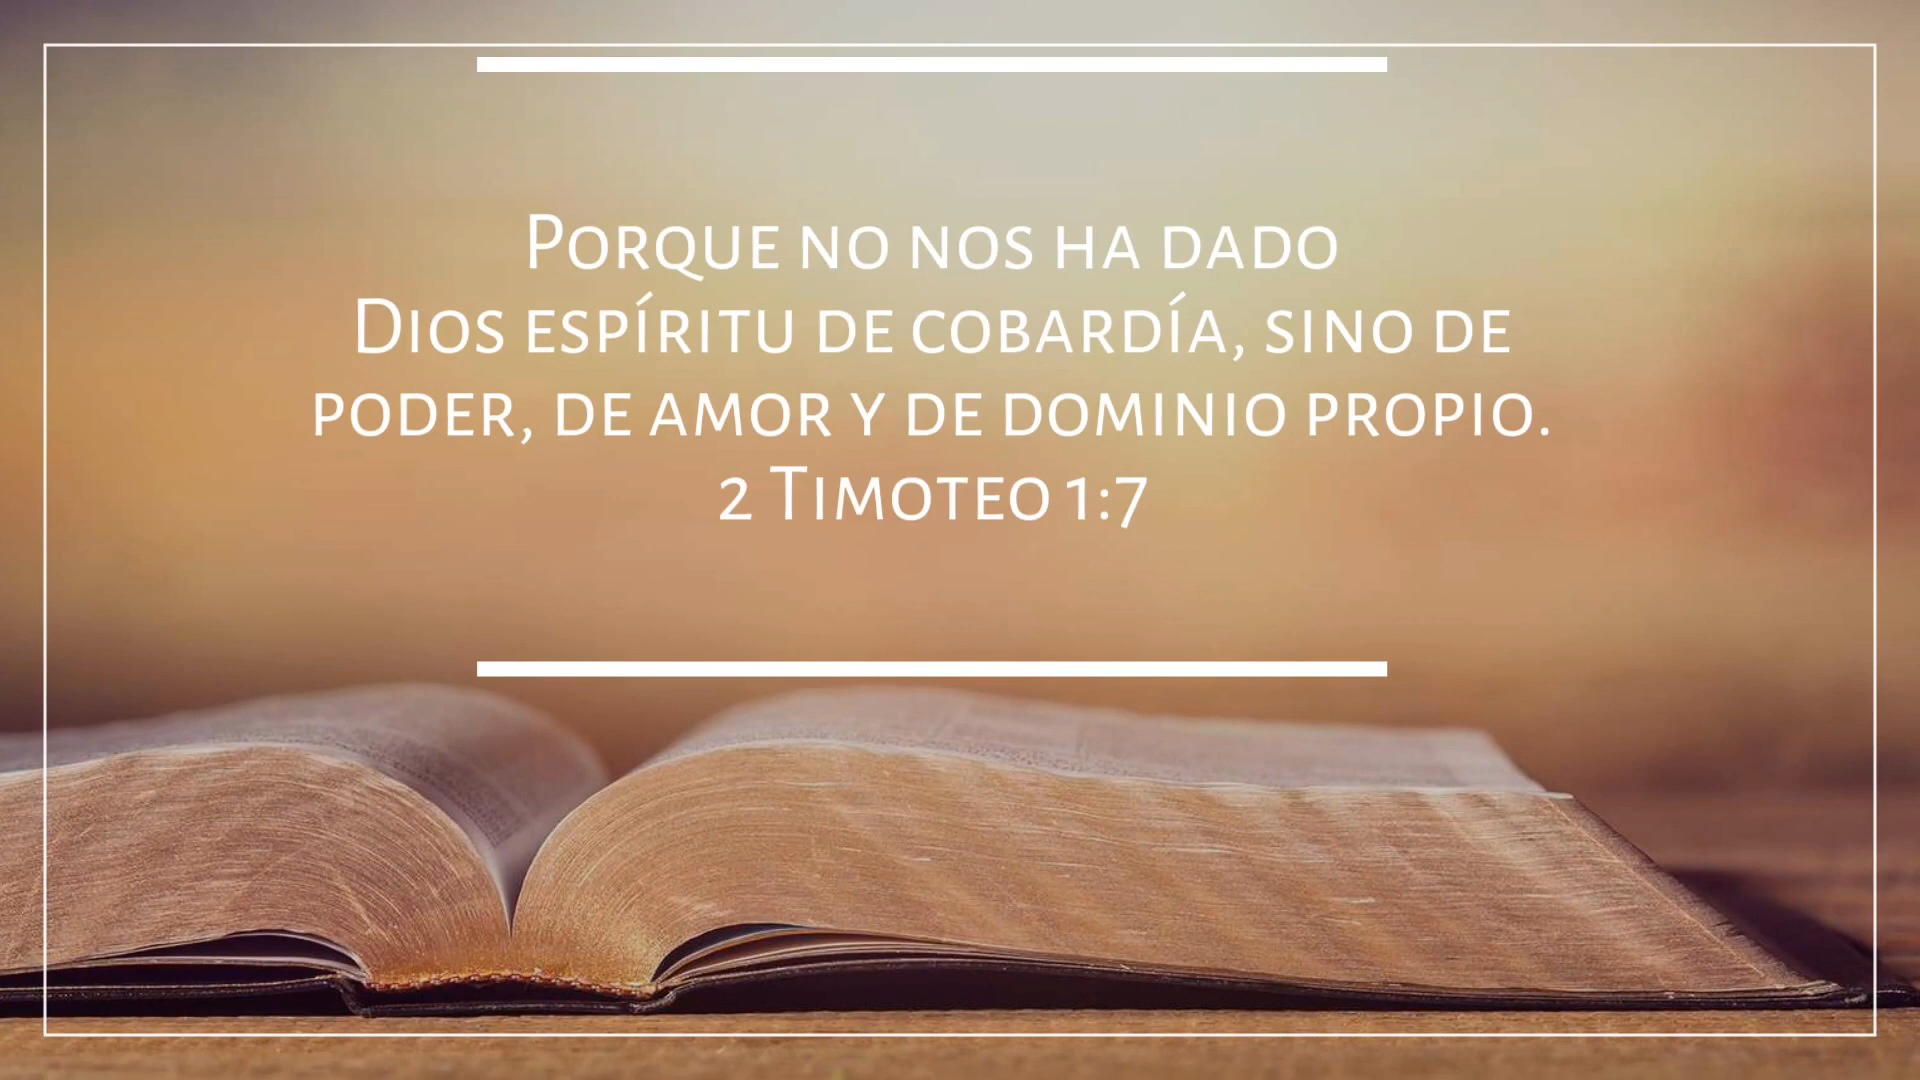 Porque no nos ha dado
Dios espíritu de cobardía, sino de
poder, de amor y de dominio propio.
2 Timoteo 1:7